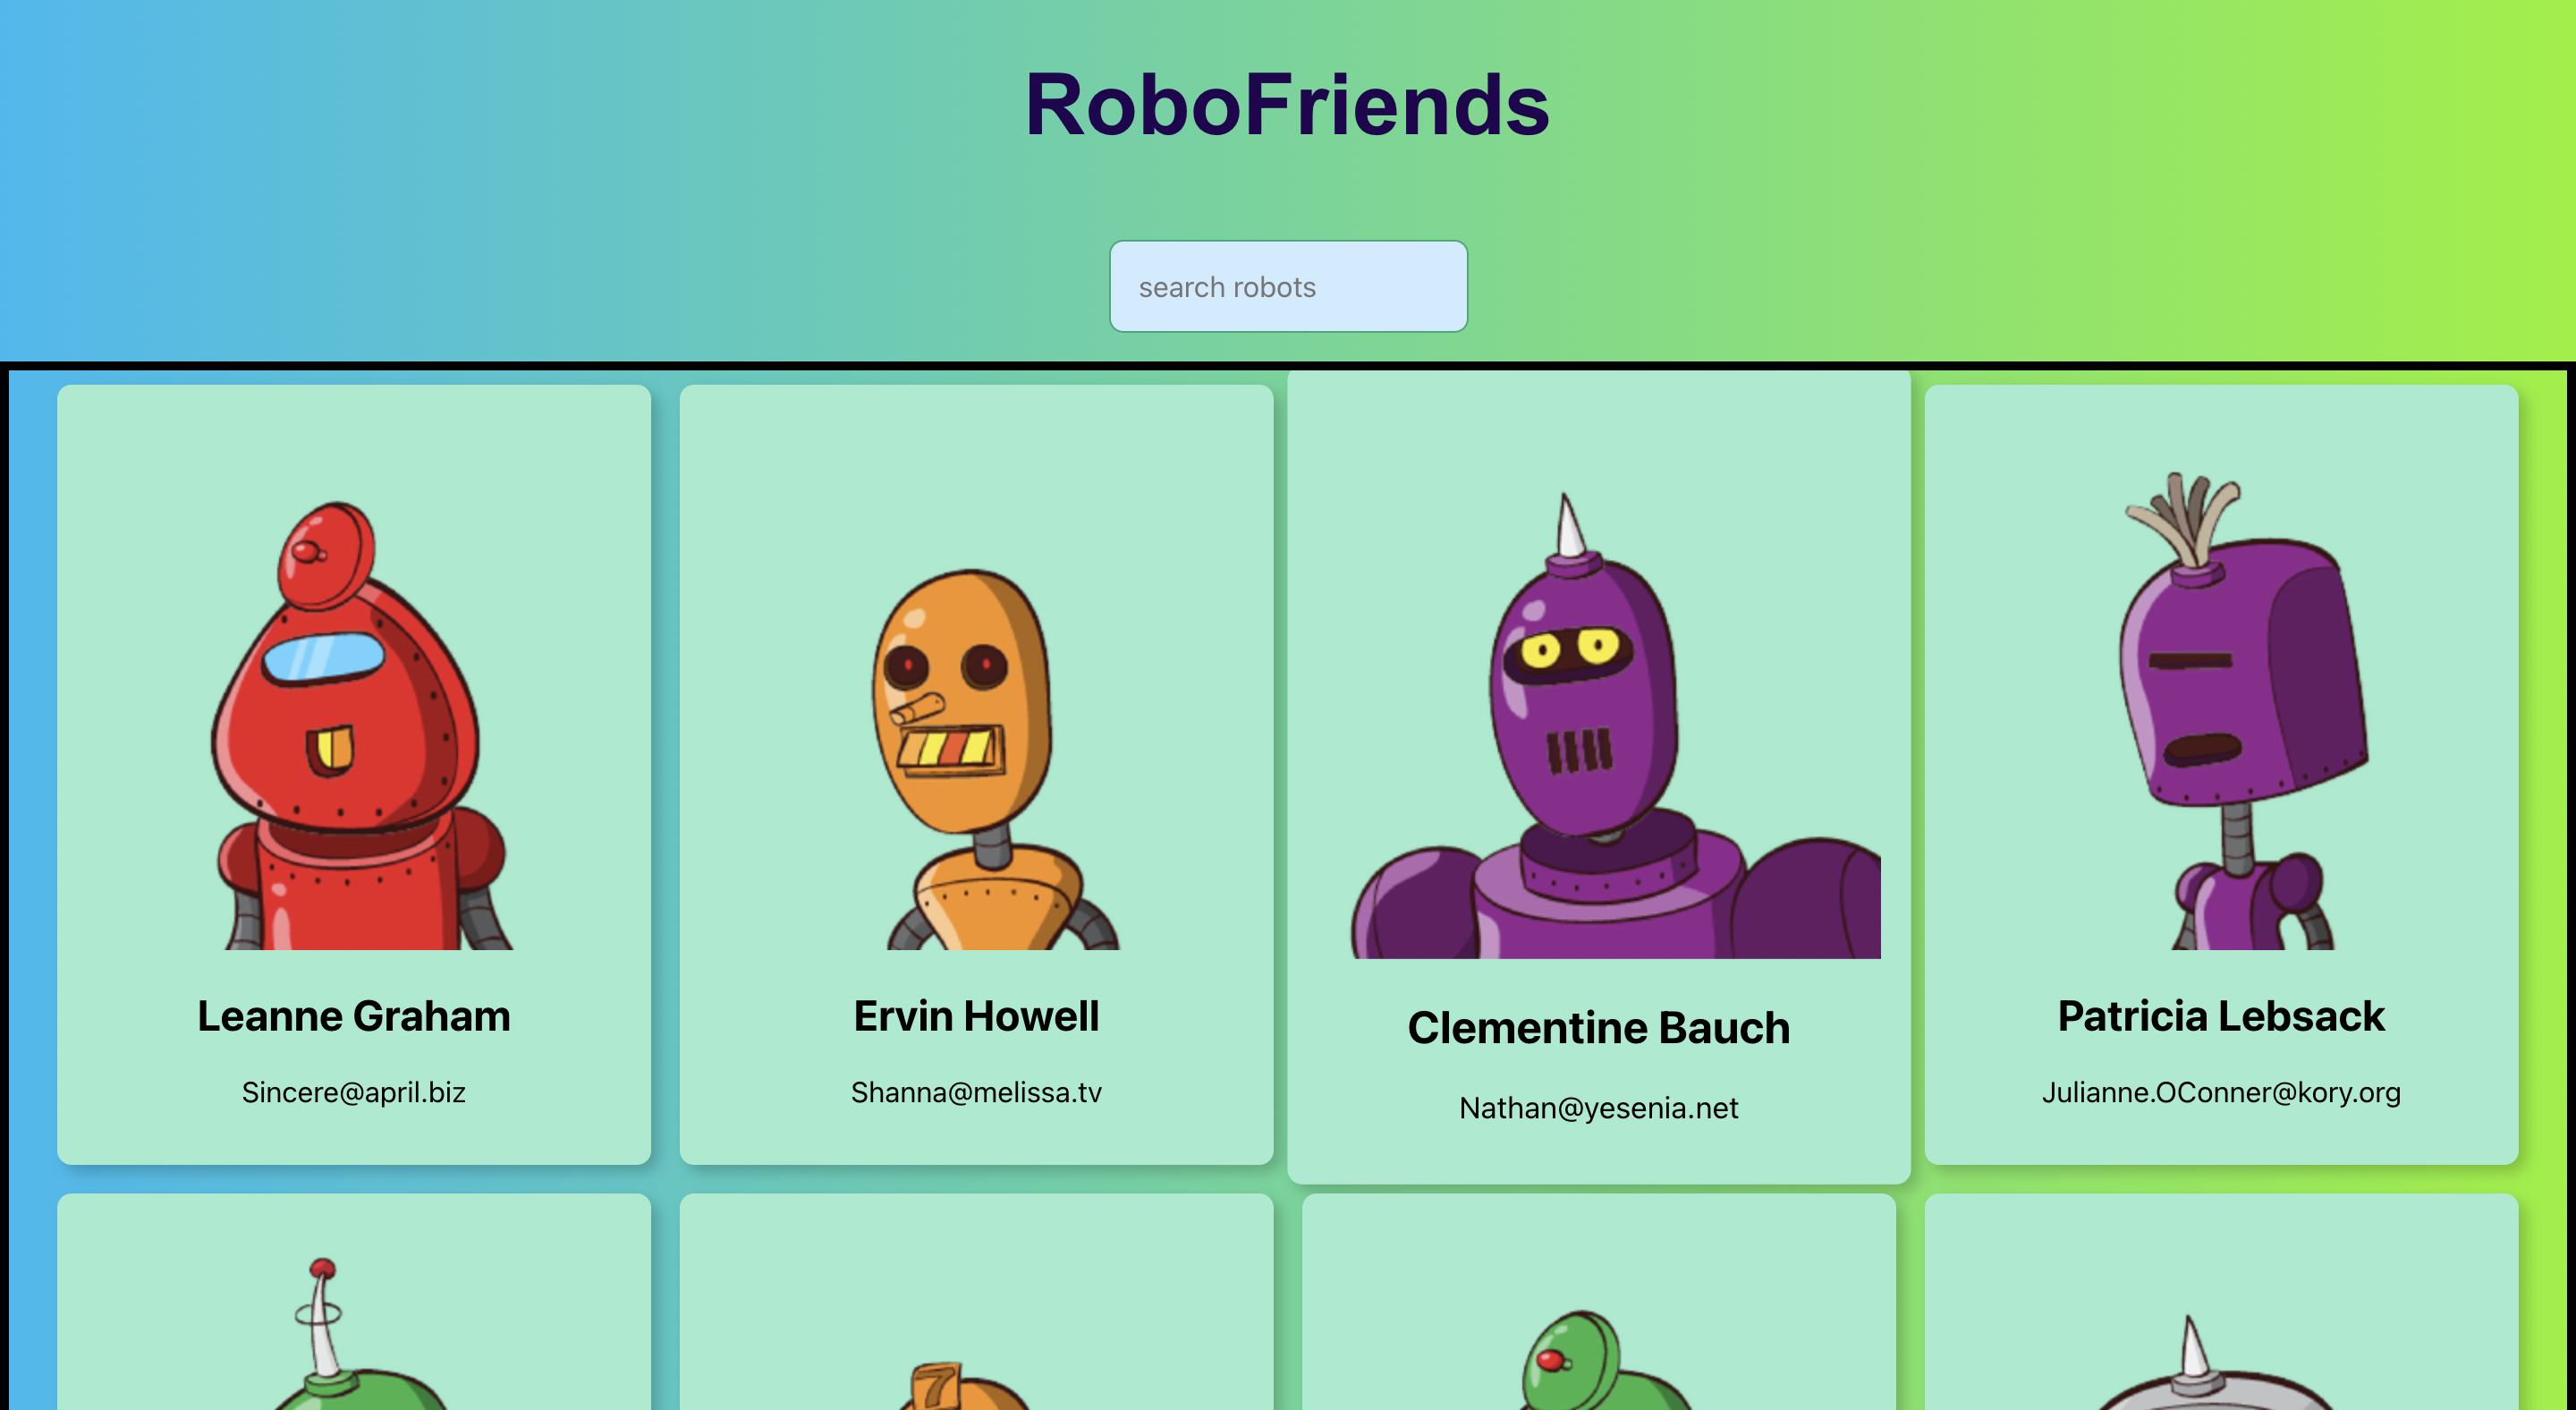 RoboFriends
search robots
Leanne Graham
Sincere@april.biz
Ervin Howell
Shanna@melissa.tv
Clementine Bauch
Nathan@yesenia.net
Patricia Lebsack
Julianne.OConner@kory.org
7